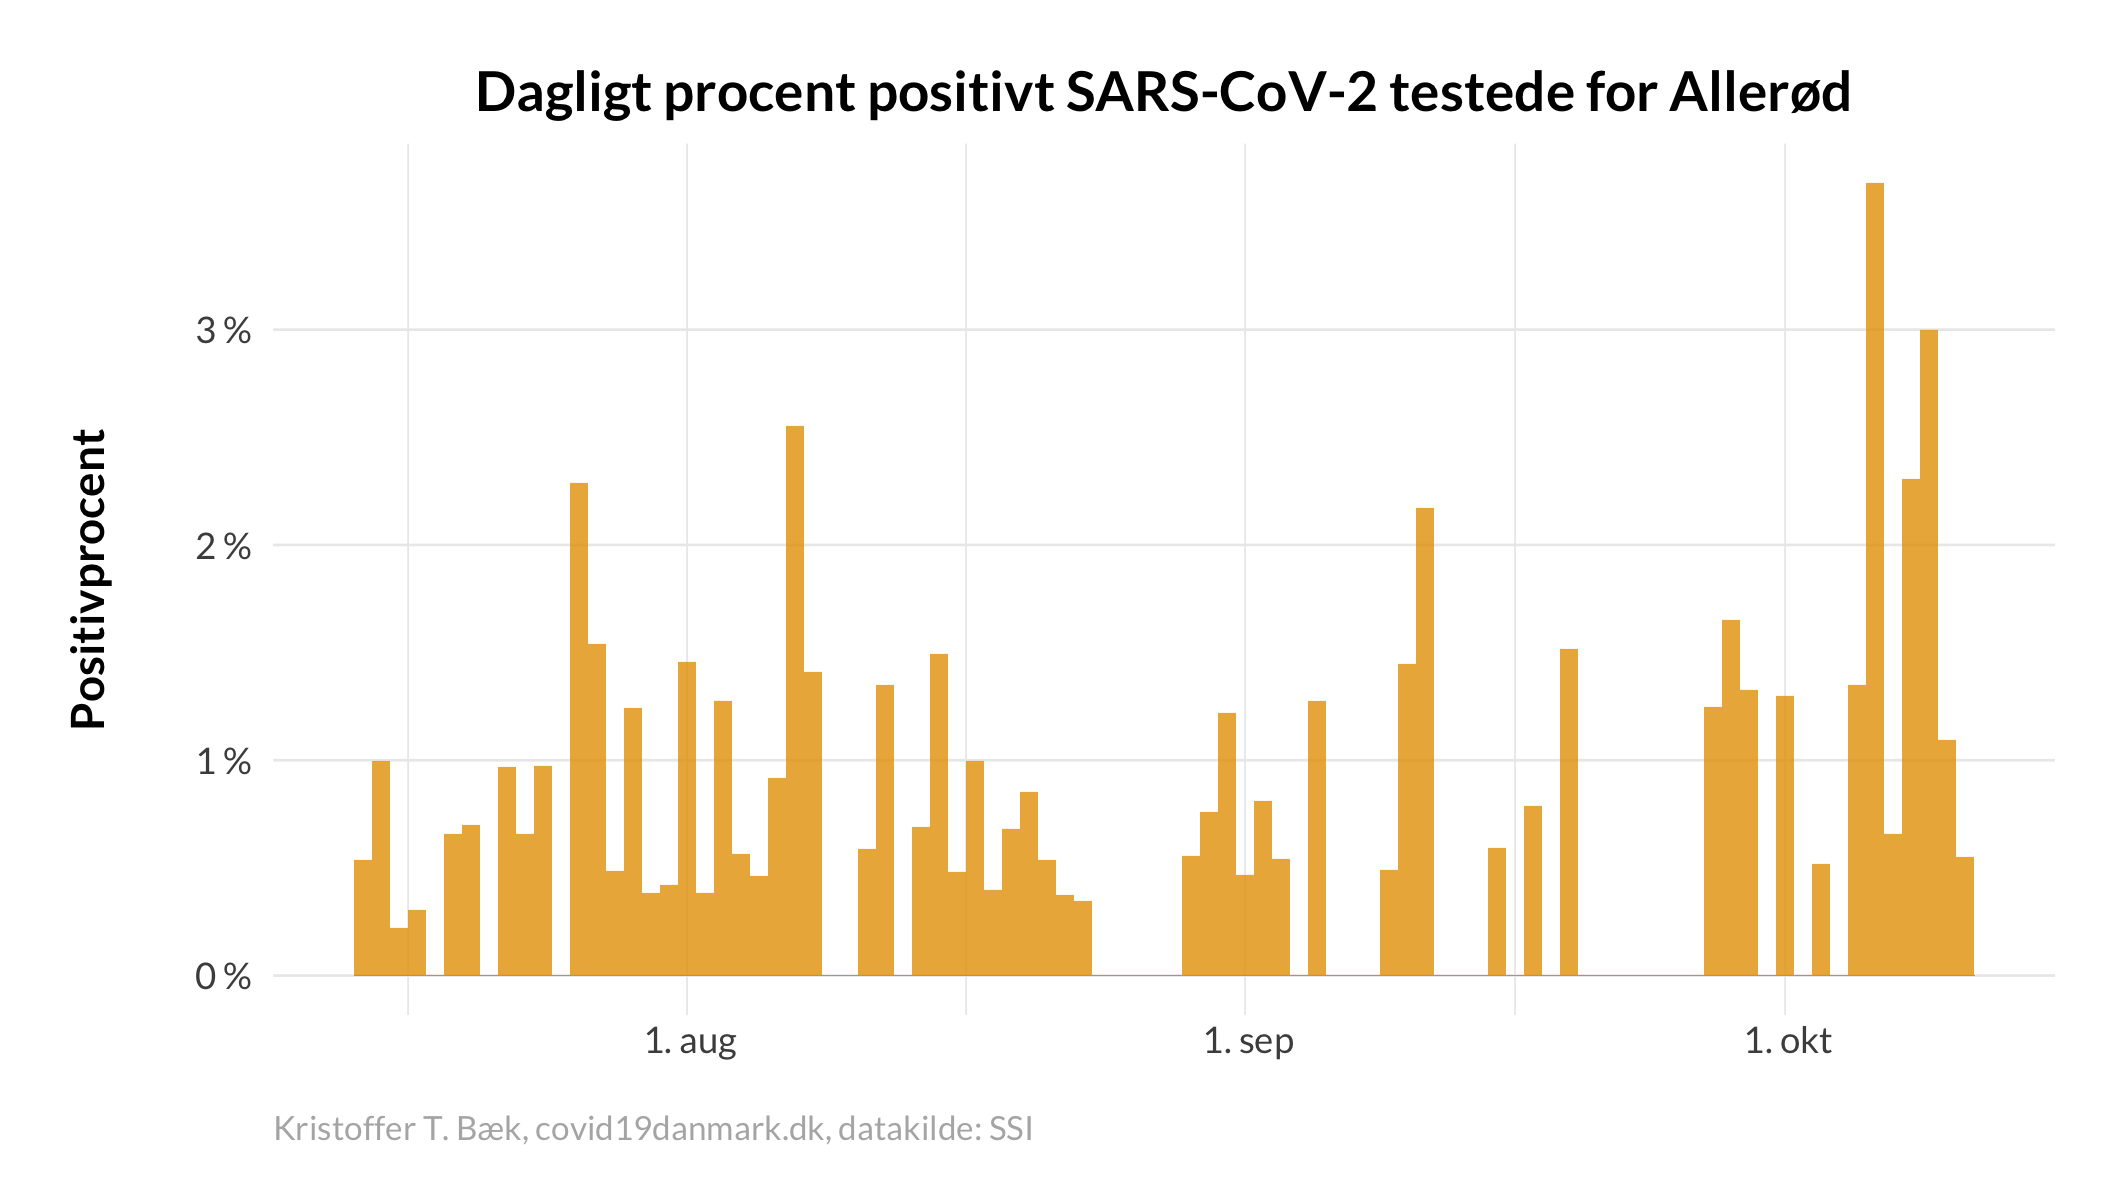 Dagligt procent positivt SARS-CoV-2 testede for Allerød
Positivprocent
3 %
2 %
1 %
0 %
1. aug
1. sep
1. okt
Kristoffer T. Bæk, covid19danmark.dk, datakilde: SSI